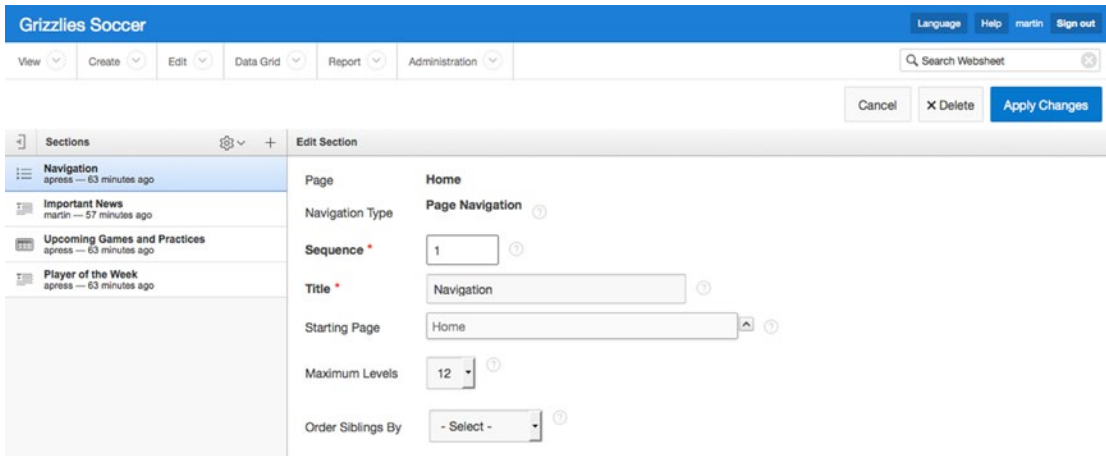 Grizzlies Soccer
Language Help martin Sign out
View Create Edit Data Grid Report Administration
Search Websheet
Cancel × Delete Apply Changes
Sections
Edit Section
Navigation
apress — 63 minutes ago
Important News
martin — 57 minutes ago
Upcoming Games and Practices
apress — 63 minutes ago
Player of the Week
apress — 63 minutes ago
Page Home
Navigation Type Page Navigation ?
Sequence * 1 ?
Title * Navigation ?
Starting Page Home ?
Maximum Levels 12 ?
Order Siblings By - Select - ?